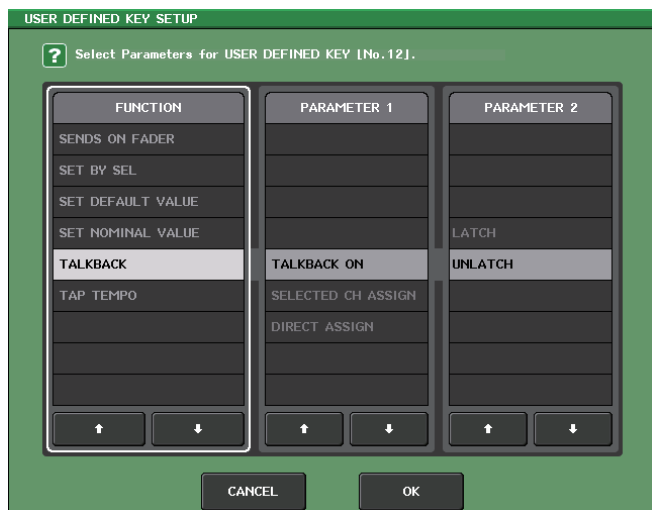 USER DEFINED KEY SETUP
? Select Parameters for USER DEFINED KEY [No.12].
FUNCTION
SENDS ON FADER
SET BY SEL
SET DEFAULT VALUE
SET NOMINAL VALUE
TALKBACK
TAP TEMPO
PARAMETER 1
TALKBACK ON
SELECTED CH ASSIGN
DIRECT ASSIGN
PARAMETER 2
LATCH
UNLATCH
CANCEL
OK